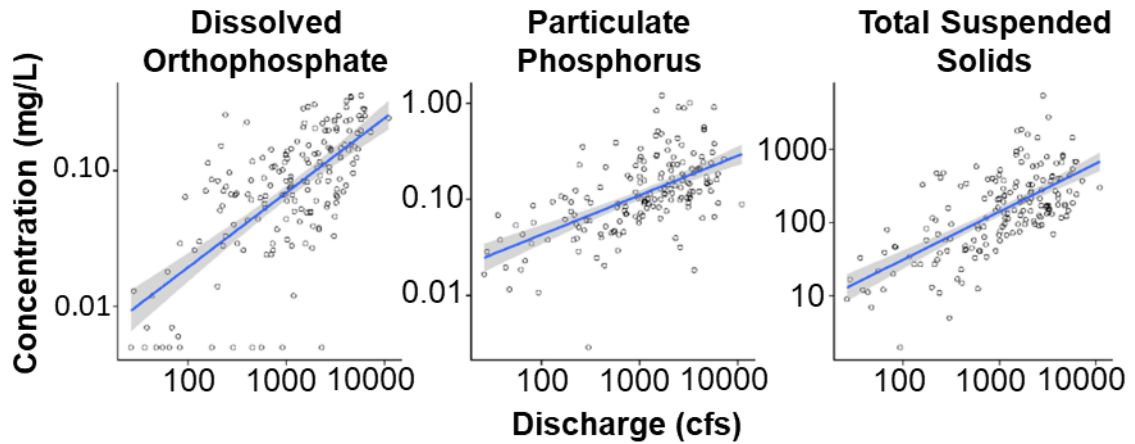 Dissolved
Orthophosphate
Particulate
Phosphorus
Total Suspended
Solids
Concentration (mg/L)
0.10
0.01
100 1000 10000
1.00
0.10
0.01
100 1000 10000
1000
100
10
100 1000 10000
Discharge (cfs)